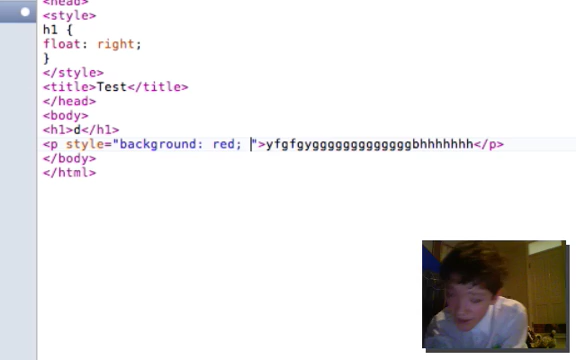 <head>
<style>
h1 {
float: right;
}
</style>
<title>Test</title>
</head>
<body>
<h1>d</h1>
<p style="background: red; ">yfgfgygggggggggggggbhhhhhhh</p>
</body>
</html>